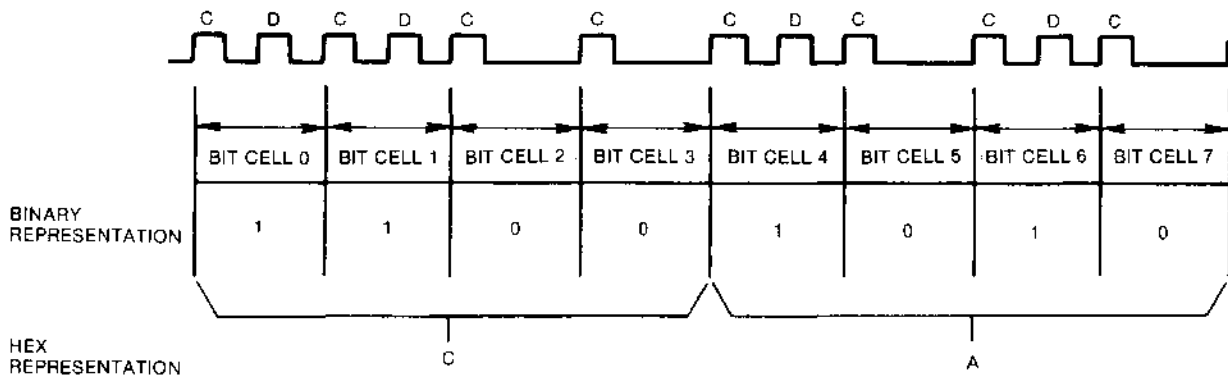 C D C D C C C D C C D C
BIT CELL 0 BIT CELL 1 BIT CELL 2 BIT CELL 3 BIT CELL 4 BIT CELL 5 BIT CELL 6 BIT CELL 7
BINARY
REPRESENTATION
1 1 0 0 1 0 1 0
HEX
REPRESENTATION
C A